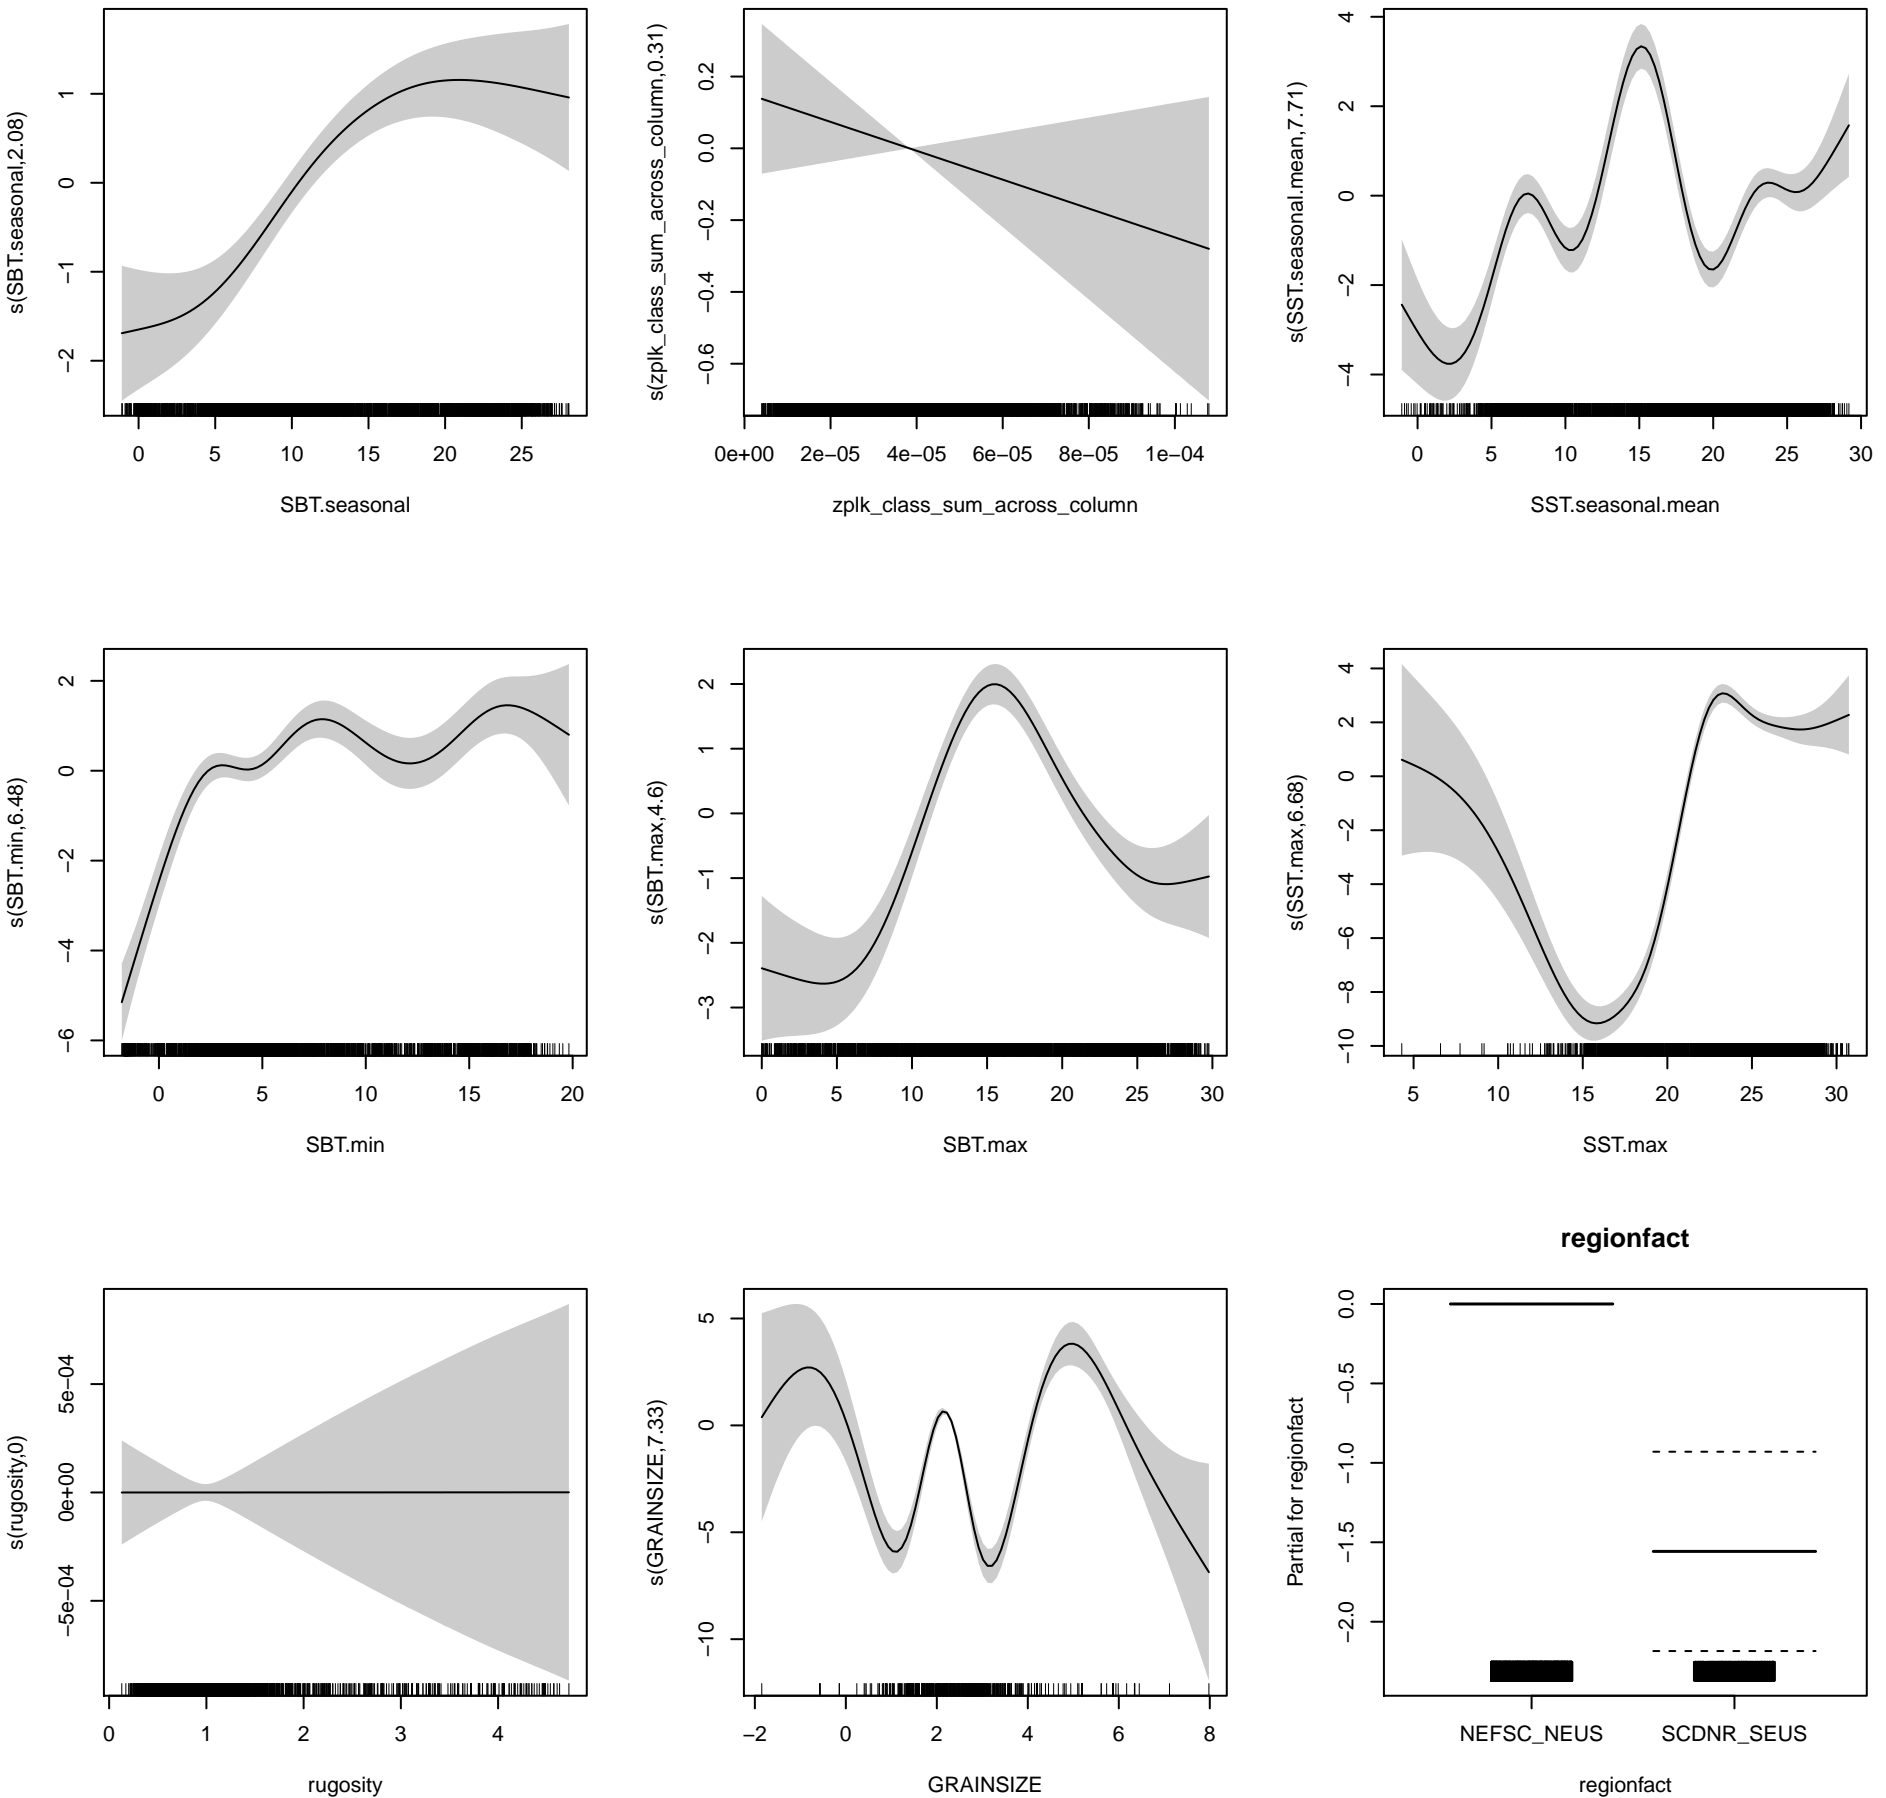 s(SBT.seasonal,2.08)
−2 −1 0 1
0 5 10 15 20 25
SBT.seasonal
s(zplk_class_sum_across_column,0.31)
−0.6 −0.4 −0.2 0.0 0.2
0e+00 2e−05 4e−05 6e−05 8e−05 1e−04
zplk_class_sum_across_column
s(SST.seasonal.mean,7.71)
−4 −2 0 2 4
0 5 10 15 20 25 30
SST.seasonal.mean
s(SBT.min,6.48)
−6 −4 −2 0 2
0 5 10 15 20
SBT.min
s(SBT.max,4.6)
−3 −2 −1 0 1 2
0 5 10 15 20 25 30
SBT.max
s(SST.max,6.68)
−10 −8 −6 −4 −2 0 2 4
5 10 15 20 25 30
SST.max
s(rugosity,0)
−5e−04 0e+00 5e−04
0 1 2 3 4
rugosity
s(GRAINSIZE,7.33)
−10 −5 0 5
−2 0 2 4 6 8
GRAINSIZE
regionfact
Partial for regionfact
−2.0 −1.5 −1.0 −0.5 0.0
NEFSC_NEUS SCDNR_SEUS
regionfact